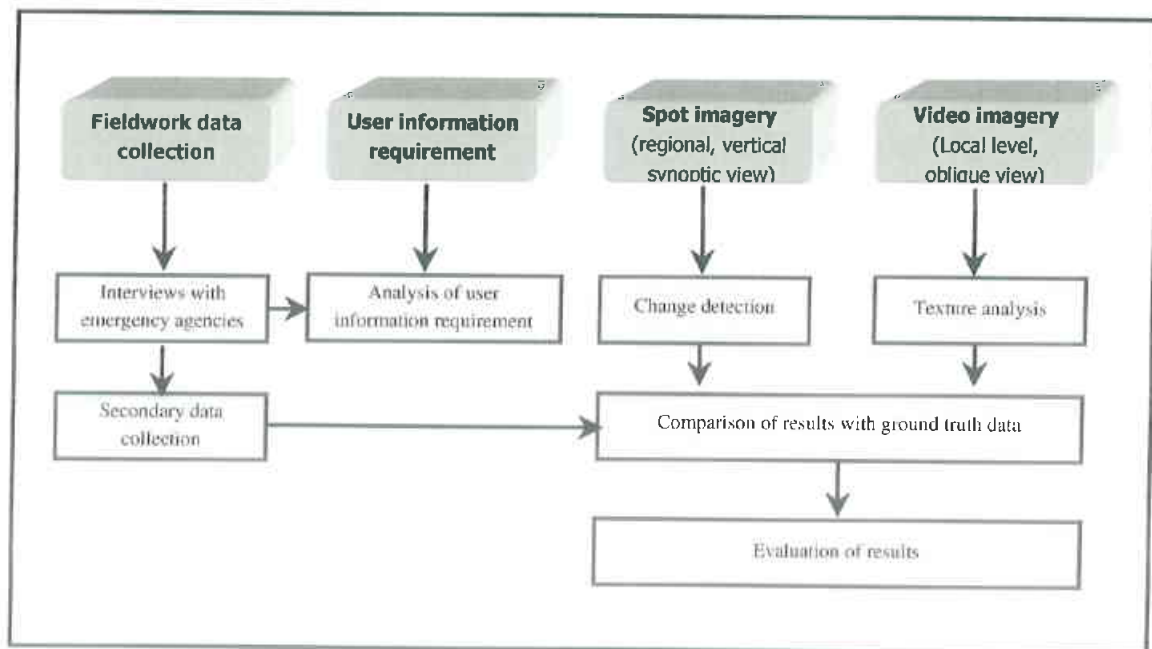 Fieldwork data
collection
User information
requirement
Spot imagery
(regional, vertical
synoptic view)
Video imagery
(Local level,
oblique view)
Interviews with
emergency agencies
Analysis of user
information requirement
Change detection
Texture analysis
Secondary data
collection
Comparison of results with ground truth data
Evaluation of results